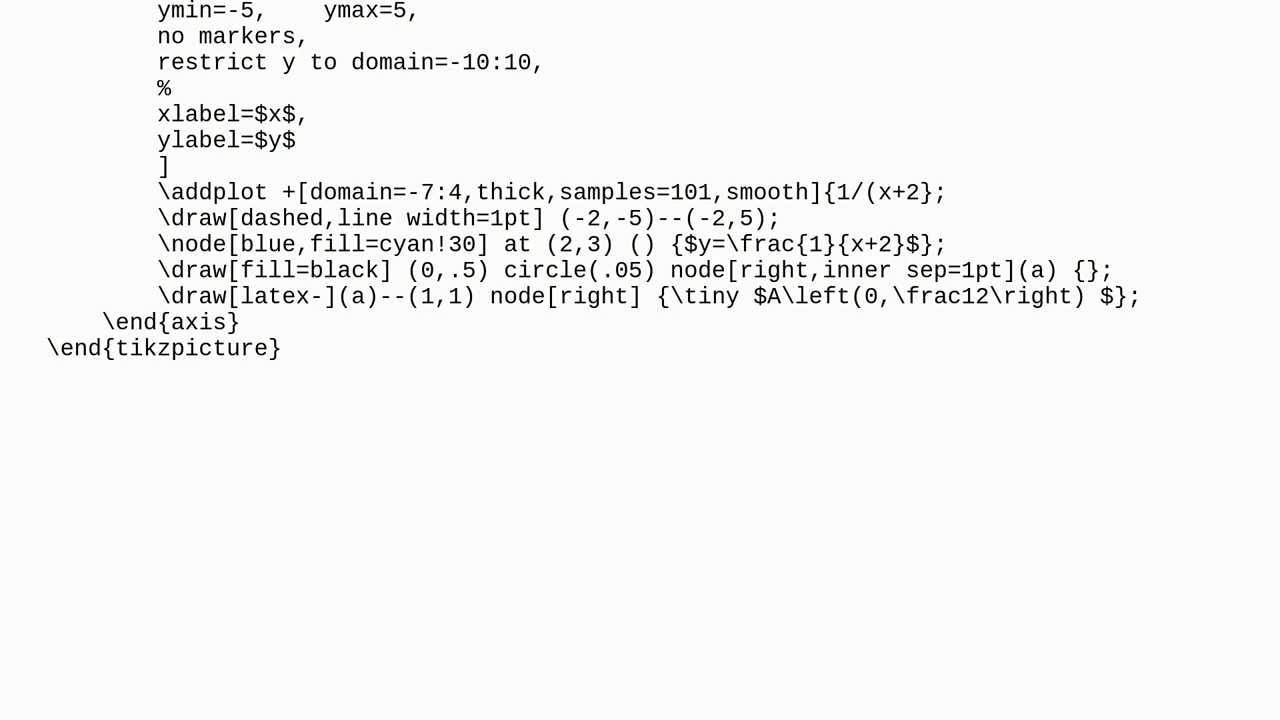 ymin=-5,    ymax=5,
no markers,
restrict y to domain=-10:10,
%
xlabel=$x$,
ylabel=$y$
]
\addplot +[domain=-7:4,thick,samples=101,smooth]{1/(x+2};
\draw[dashed,line width=1pt] (-2,-5)--(-2,5);
\node[blue,fill=cyan!30] at (2,3) () {$y=\frac{1}{x+2}$};
\draw[fill=black] (0,.5) circle(.05) node[right,inner sep=1pt](a) {};
\draw[latex-](a)--(1,1) node[right] {\tiny $A\left(0,\frac12\right) $};
\end{axis}
\end{tikzpicture}